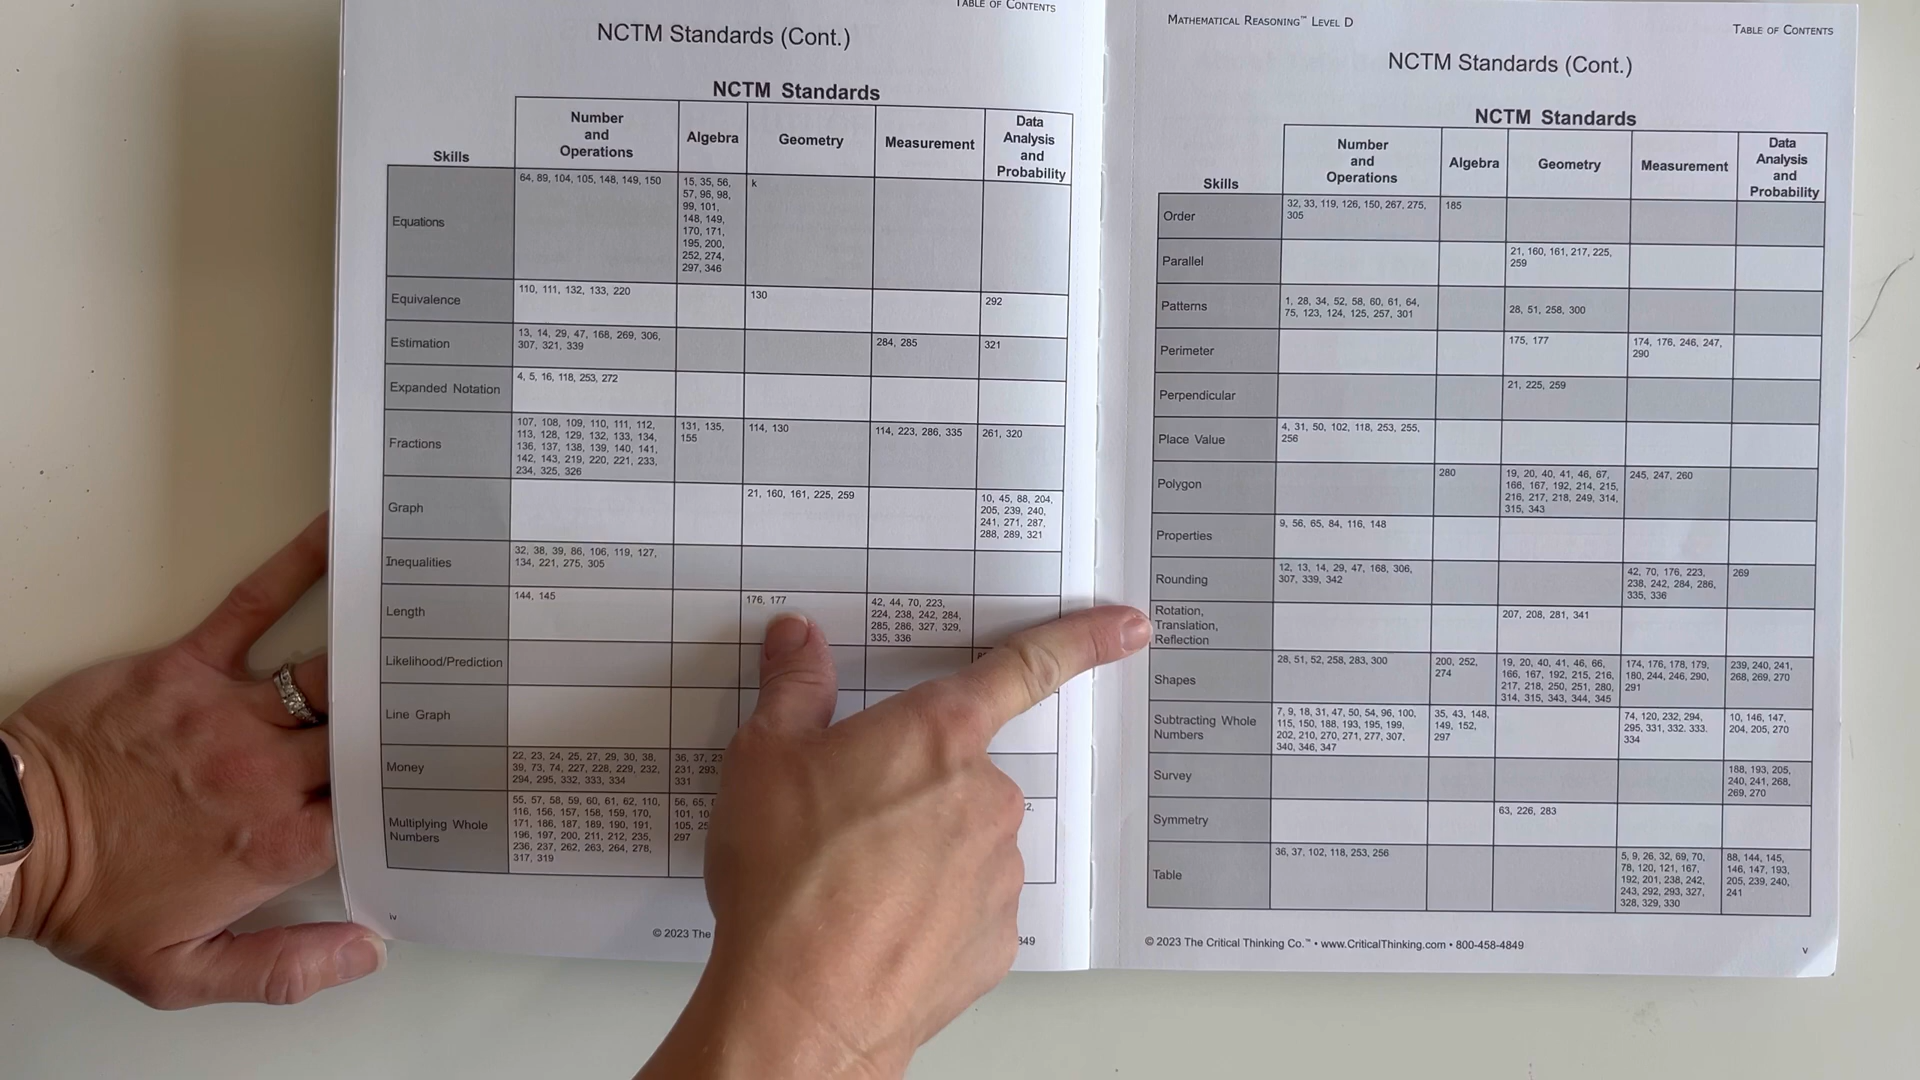 TABLE OF CONTENTS
NCTM Standards (Cont.)
NCTM Standards
Skills
Number
and
Operations
Algebra
Geometry
Measurement
Data
Analysis
and
Probability
Equations
64, 89, 104, 105, 148, 149, 150
15, 35, 56,
57, 96, 98,
99, 101,
148, 149,
170, 171,
195, 200,
252, 274,
297, 346
k
Equivalence
110, 111, 132, 133, 220
130
292
Estimation
13, 14, 29, 47, 168, 269, 306,
307, 321, 339
284, 285
321
Expanded Notation
4, 5, 16, 118, 253, 272
Fractions
107, 108, 109, 110, 111, 112,
113, 128, 129, 132, 133, 134,
136, 137, 138, 139, 140, 141,
142, 143, 219, 220, 221, 233,
234, 325, 326
131, 135,
155
114, 130
114, 223, 286, 335
261, 320
Graph
21, 160, 161, 225, 259
10, 45, 88, 204,
205, 239, 240,
241, 271, 287,
288, 289, 321
Inequalities
32, 38, 39, 86, 106, 119, 127,
134, 221, 275, 305
Length
144, 145
176, 177
42, 44, 70, 223,
224, 238, 242, 284,
285, 286, 327, 329,
335, 336
Likelihood/Prediction
Line Graph
Money
22, 23, 24, 25, 27, 29, 30, 38,
39, 73, 74, 227, 228, 229, 232,
294, 295, 332, 333, 334
36, 37, 23
231, 293,
331
Multiplying Whole
Numbers
55, 57, 58, 59, 60, 61, 62, 110,
116, 156, 157, 158, 159, 170,
171, 186, 187, 189, 190, 191,
196, 197, 200, 211, 212, 235,
236, 237, 262, 263, 264, 278,
317, 319
56, 65,
101, 10
105, 25
297
2,
iv
© 2023 The
349
MATHEMATICAL REASONING™ LEVEL D
TABLE OF CONTENTS
NCTM Standards (Cont.)
NCTM Standards
Skills
Number
and
Operations
Algebra
Geometry
Measurement
Data
Analysis
and
Probability
Order
32, 33, 119, 126, 150, 267, 275,
305
185
Parallel
21, 160, 161, 217, 225,
259
Patterns
1, 28, 34, 52, 58, 60, 61, 64,
75, 123, 124, 125, 257, 301
28, 51, 258, 300
Perimeter
175, 177
174, 176, 246, 247,
290
Perpendicular
21, 225, 259
Place Value
4, 31, 50, 102, 118, 253, 255,
256
Polygon
280
19, 20, 40, 41, 46, 67,
166, 167, 192, 214, 215,
216, 217, 218, 249, 314,
315, 343
245, 247, 260
Properties
9, 56, 65, 84, 116, 148
Rounding
12, 13, 14, 29, 47, 168, 306,
307, 339, 342
42, 70, 176, 223,
238, 242, 284, 286,
335, 336
269
Rotation,
Translation,
Reflection
207, 208, 281, 341
Shapes
28, 51, 52, 258, 283, 300
200, 252,
274
19, 20, 40, 41, 46, 66,
166, 167, 192, 215, 216,
217, 218, 250, 251, 280,
314, 315, 343, 344, 345
174, 176, 178, 179,
180, 244, 246, 290,
291
239, 240, 241,
268, 269, 270
Subtracting Whole
Numbers
7, 9, 18, 31, 47, 50, 54, 96, 100,
115, 150, 188, 193, 195, 199,
202, 210, 270, 271, 277, 307,
340, 346, 347
35, 43, 148,
149, 152,
297
74, 120, 232, 294,
295, 331, 332, 333,
334
10, 146, 147,
204, 205, 270
Survey
188, 193, 205,
240, 241, 268,
269, 270
Symmetry
63, 226, 283
Table
36, 37, 102, 118, 253, 256
5, 9, 26, 32, 69, 70,
78, 120, 121, 167,
192, 201, 238, 242,
243, 292, 293, 327,
328, 329, 330
88, 144, 145,
146, 147, 193,
205, 239, 240,
241
© 2023 The Critical Thinking Co.™ • www.CriticalThinking.com • 800-458-4849
v